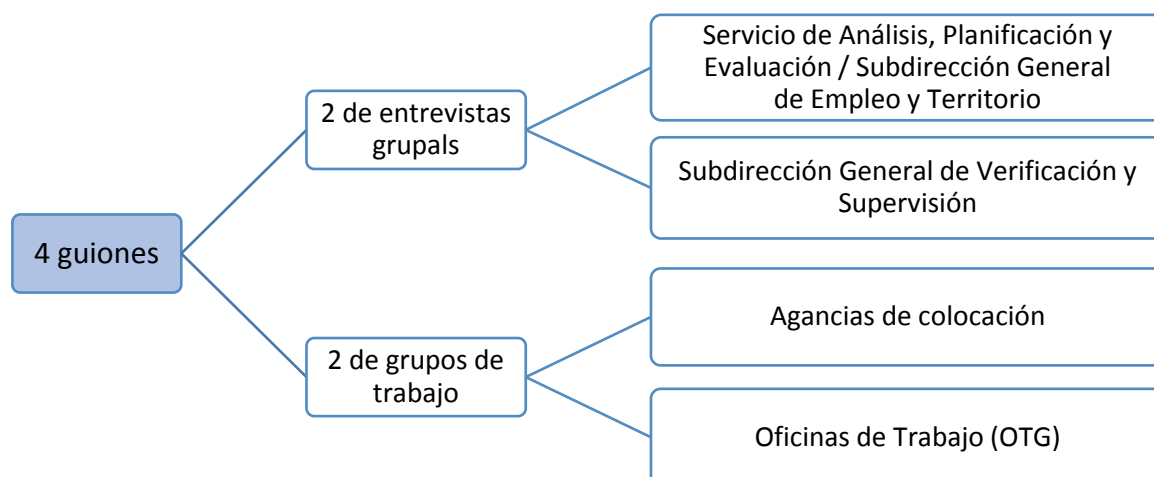 Servicio de Análisis, Planificación y
Evaluación / Subdirección General
de Empleo y Territorio
2 de entrevistas
grupals
Subdirección General de Verificación y
Supervisión
4 guiones
Agancias de colocación
2 de grupos de
trabajo
Oficinas de Trabajo (OTG)